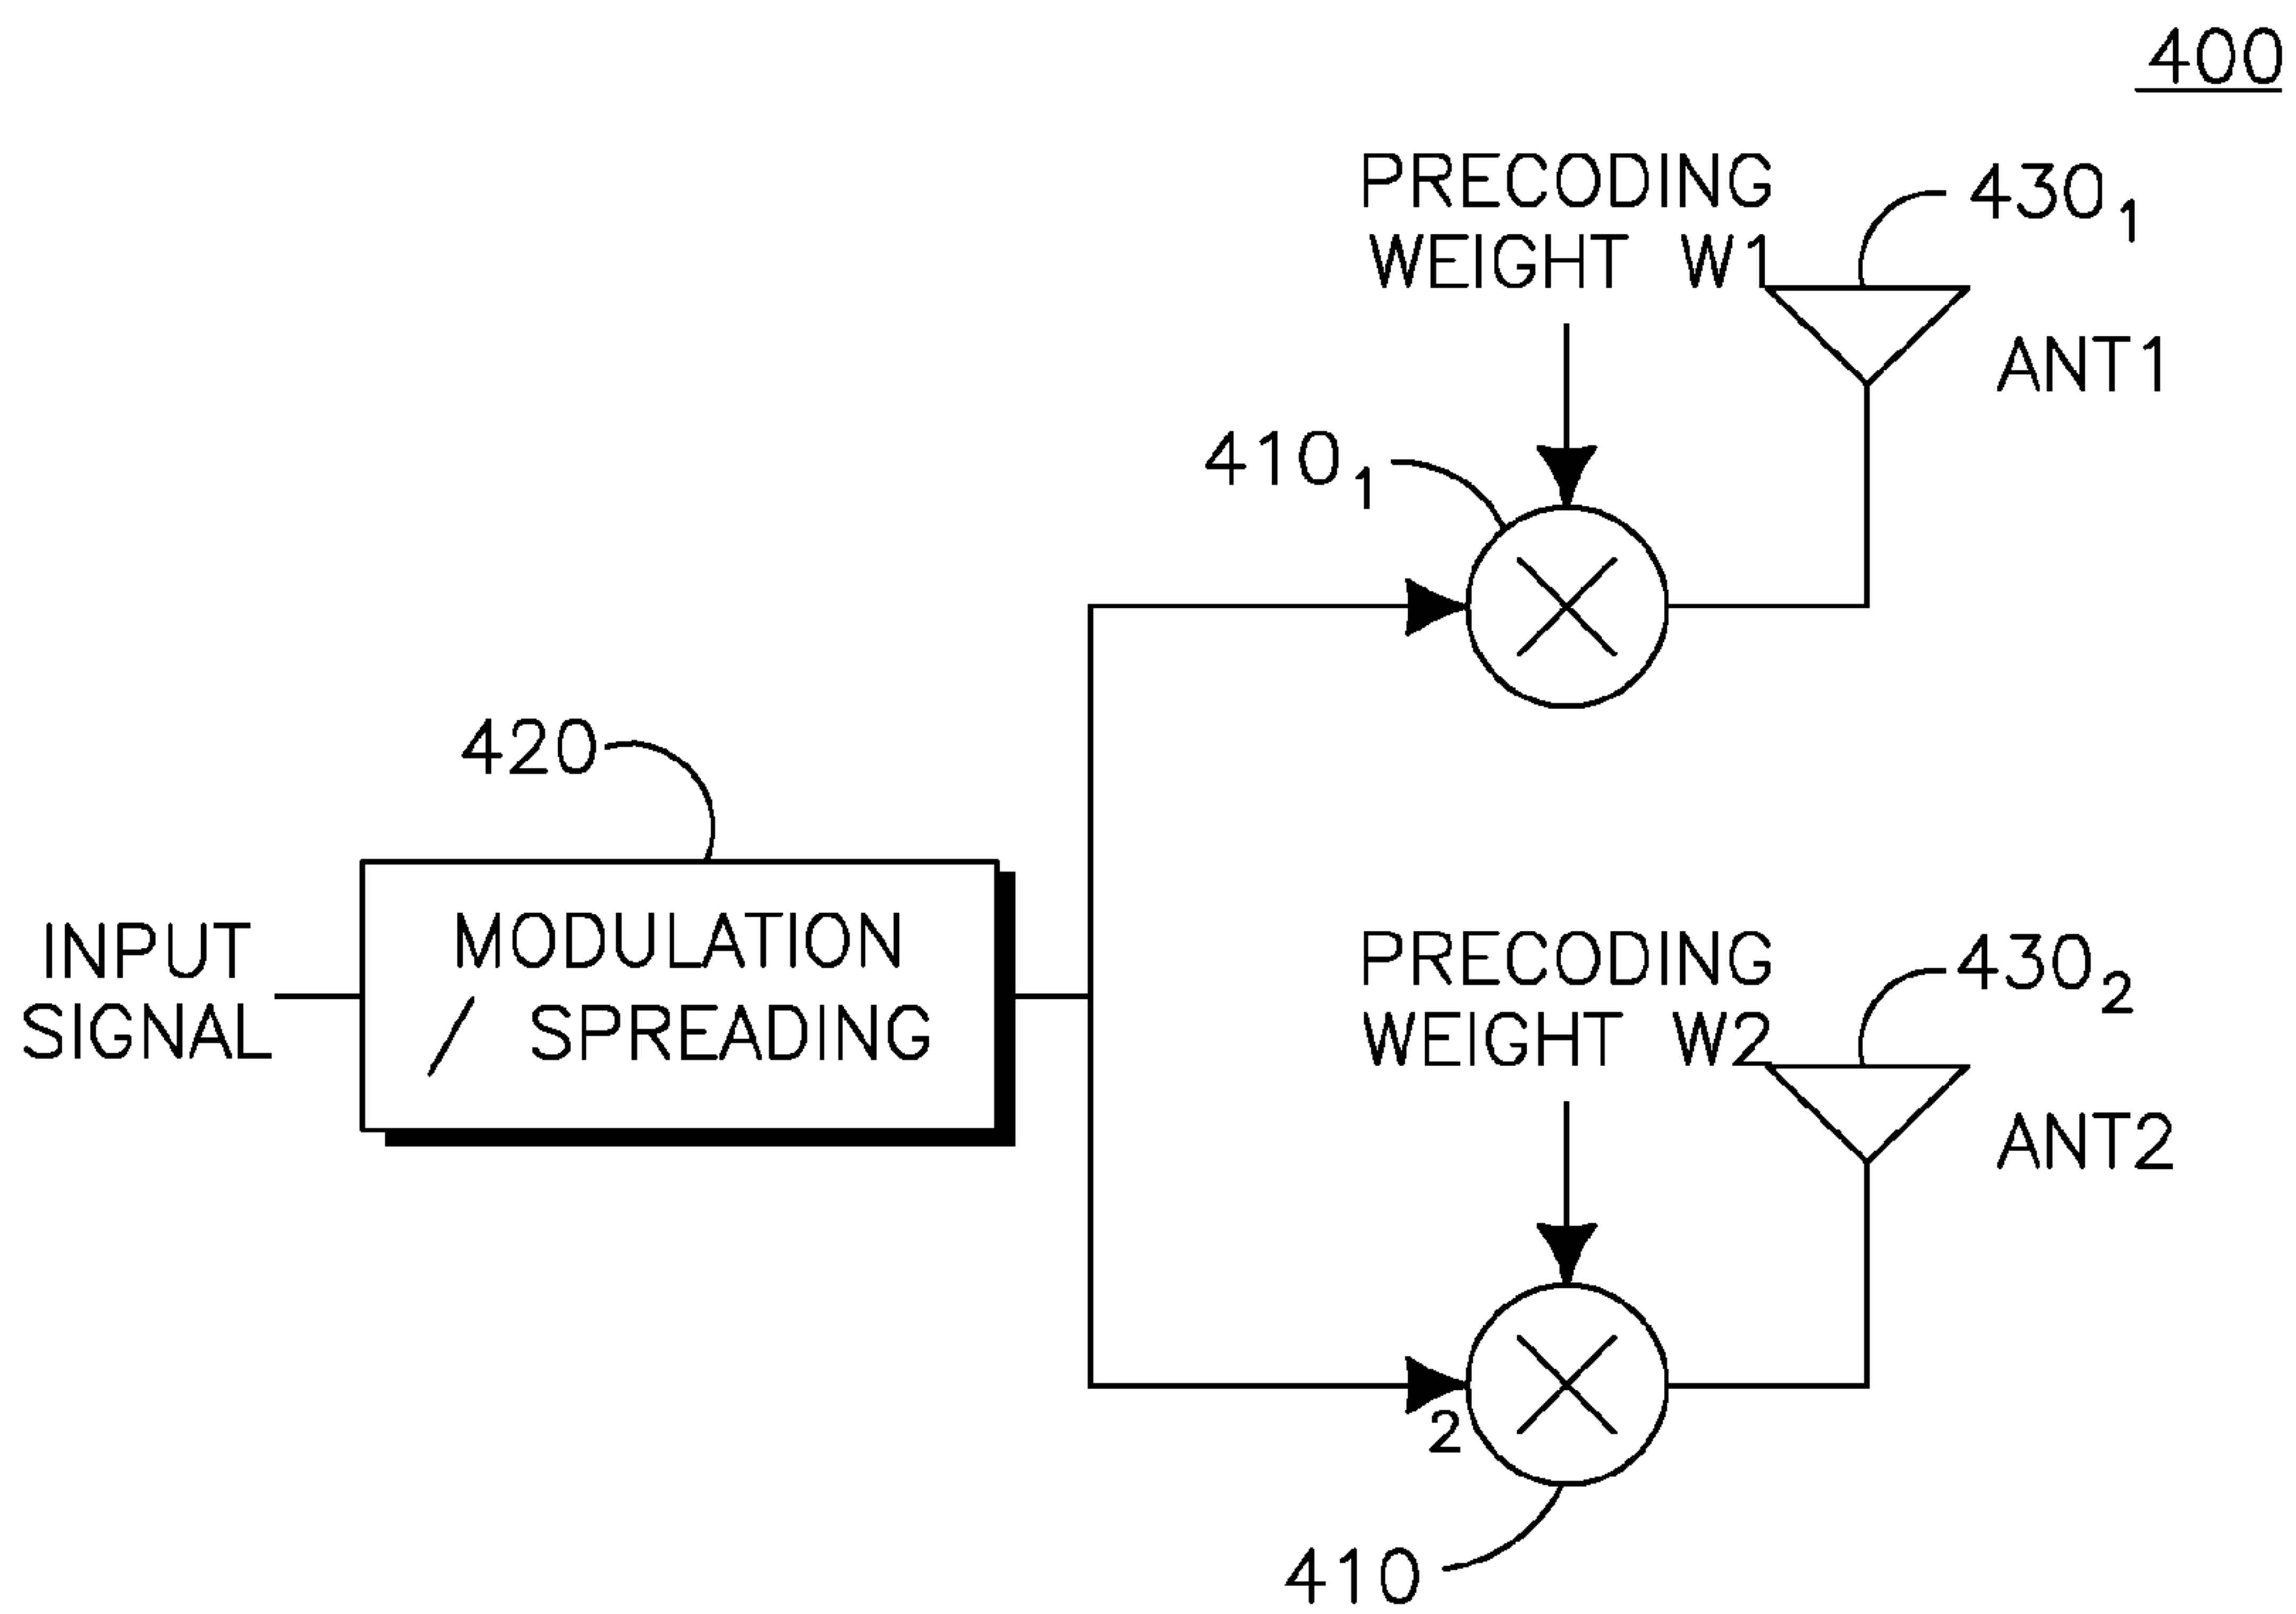 400
PRECODING
WEIGHT W1
430₁
ANT1
410₁
420
INPUT
SIGNAL
MODULATION
/ SPREADING
PRECODING
WEIGHT W2
430₂
ANT2
2
410